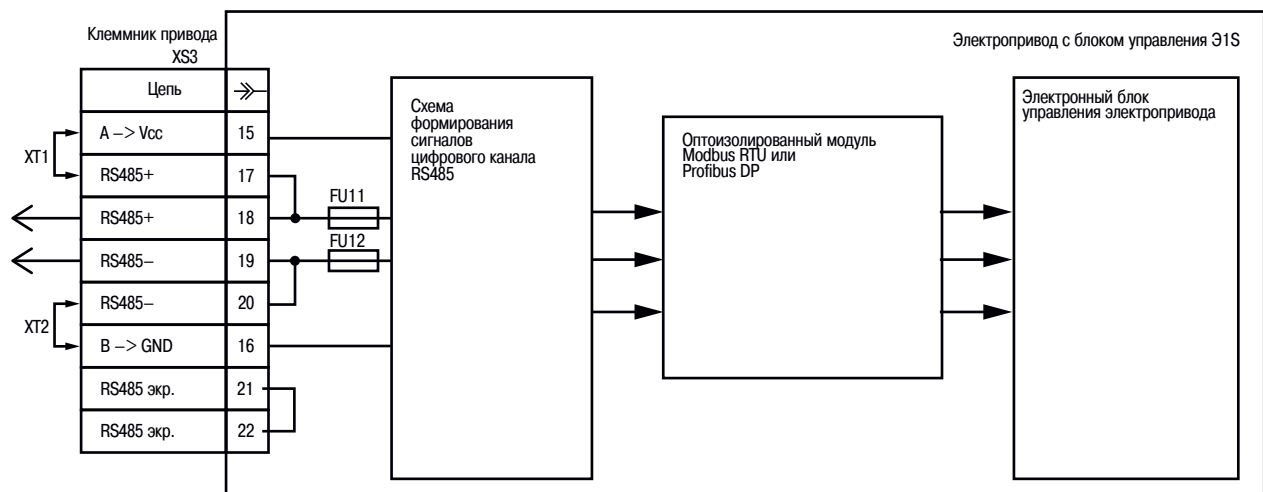 Клеммник привода
XS3
Электропривод с блоком управления Э1S
Цепь
XT1
A –> Vcc 15
RS485+ 17
RS485+ 18
RS485– 19
RS485– 20
XT2
B –> GND 16
RS485 экр. 21
RS485 экр. 22
FU11
FU12
Схема
формирования
сигналов
цифрового канала
RS485
Оптоизолированный модуль
Modbus RTU или
Profibus DP
Электронный блок
управления электропривода